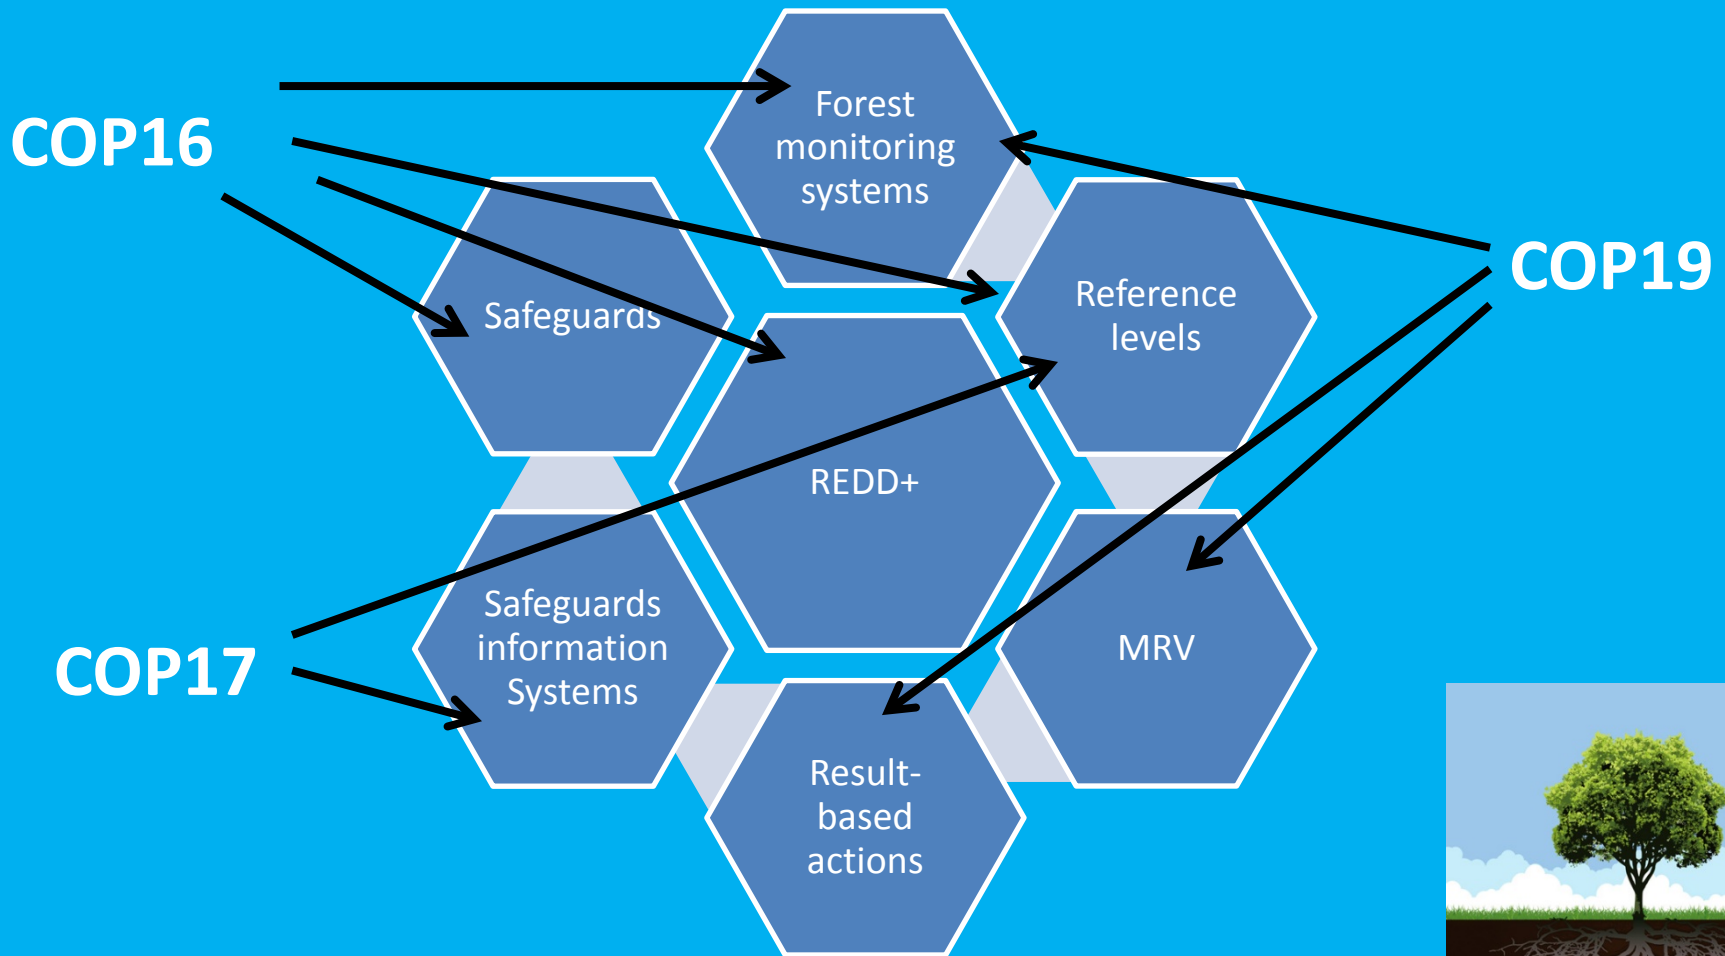 COP16
Forest
monitoring
systems
COP19
Safeguards
Reference
levels
REDD+
COP17
Safeguards
information
Systems
MRV
Result-
based
actions